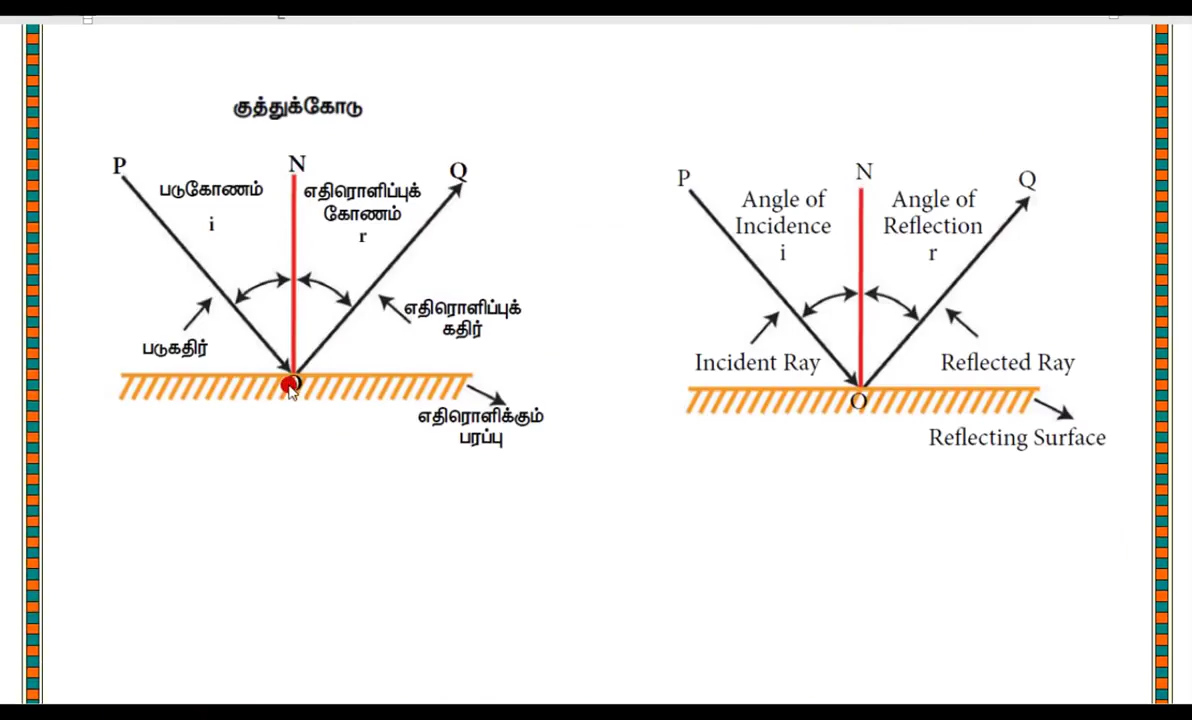 குத்துக்கோடு
P
N
Q
படுகோணம்
i
எதிரொளிப்புக்
கோணம்
r
எதிரொளிப்புக்
கதிர்
படுகதிர்
எதிரொளிக்கும்
பரப்பு
P
N
Q
Angle of
Incidence
i
Angle of
Reflection
r
Incident Ray
Reflected Ray
O
Reflecting Surface